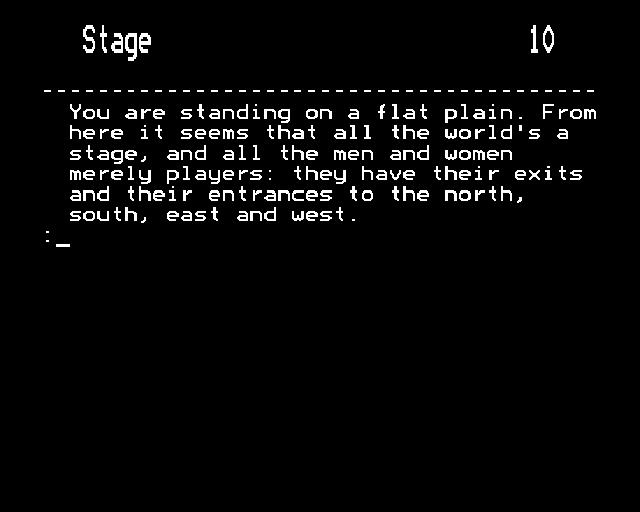 Stage 10
----------------------------------------
You are standing on a flat plain. From
here it seems that all the world's a
stage, and all the men and women
merely players: they have their exits
and their entrances to the north,
south, east and west.
:_